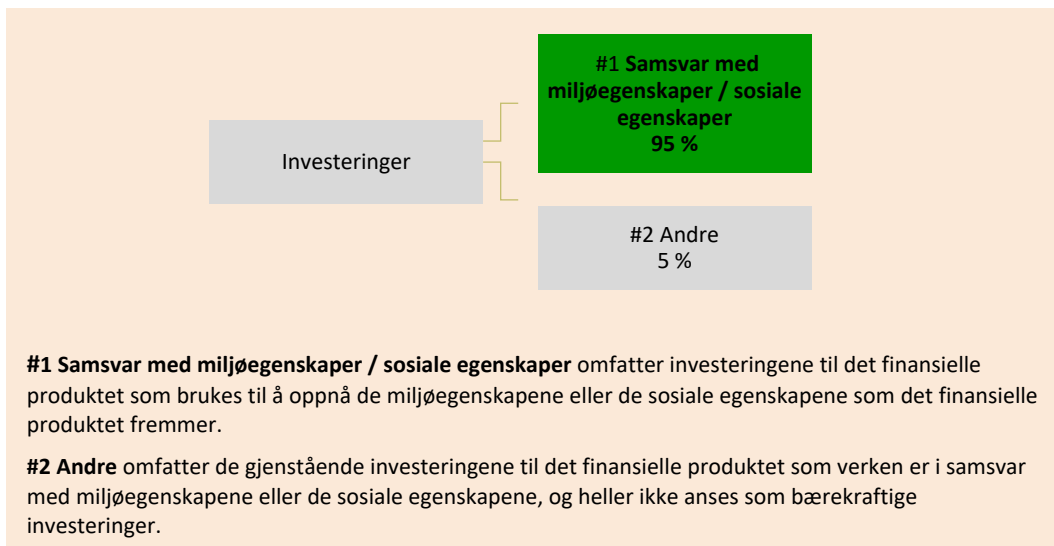 #1 Samsvar med
miljøegenskaper / sosiale
egenskaper
95 %
Investeringer
#2 Andre
5 %
#1 Samsvar med miljøegenskaper / sosiale egenskaper omfatter investeringene til det finansielle
produktet som brukes til å oppnå de miljøegenskapene eller de sosiale egenskapene som det finansielle
produktet fremmer.
#2 Andre omfatter de gjenstående investeringene til det finansielle produktet som verken er i samsvar
med miljøegenskapene eller de sosiale egenskapene, og heller ikke anses som bærekraftige
investeringer.